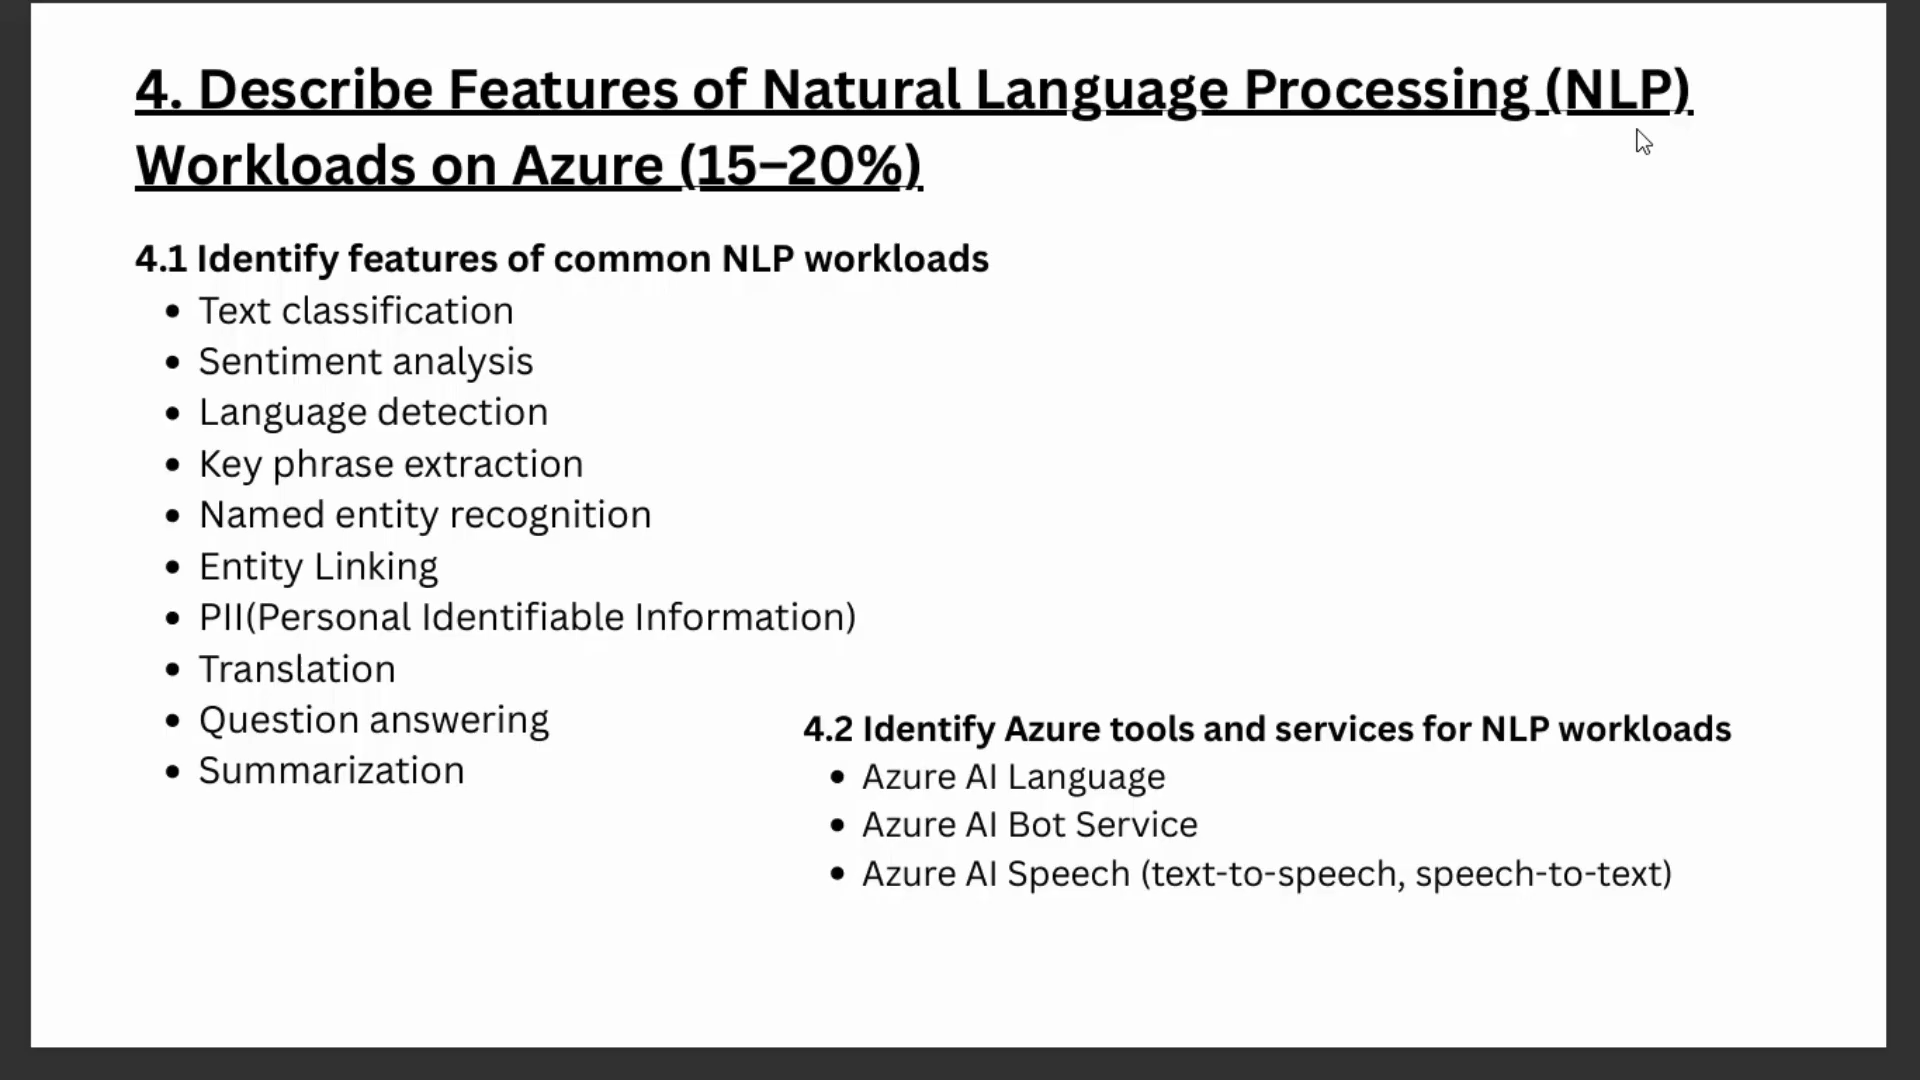 4. Describe Features of Natural Language Processing (NLP)
Workloads on Azure (15–20%)
4.1 Identify features of common NLP workloads
• Text classification
• Sentiment analysis
• Language detection
• Key phrase extraction
• Named entity recognition
• Entity Linking
• PII(Personal Identifiable Information)
• Translation
• Question answering
• Summarization
4.2 Identify Azure tools and services for NLP workloads
• Azure AI Language
• Azure AI Bot Service
• Azure AI Speech (text-to-speech, speech-to-text)